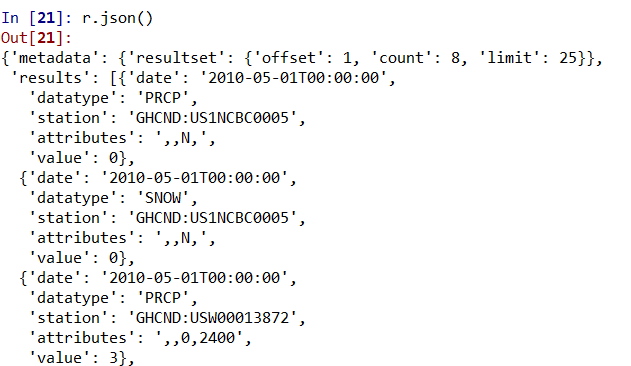 In [21]: r.json()
Out[21]:
{'metadata': {'resultset': {'offset': 1, 'count': 8, 'limit': 25}},
 'results': [{'date': '2010-05-01T00:00:00',
   'datatype': 'PRCP',
   'station': 'GHCND:US1NCBC0005',
   'attributes': ',,N,',
   'value': 0},
  {'date': '2010-05-01T00:00:00',
   'datatype': 'SNOW',
   'station': 'GHCND:US1NCBC0005',
   'attributes': ',,N,',
   'value': 0},
  {'date': '2010-05-01T00:00:00',
   'datatype': 'PRCP',
   'station': 'GHCND:USW00013872',
   'attributes': ',,0,2400',
   'value': 3},